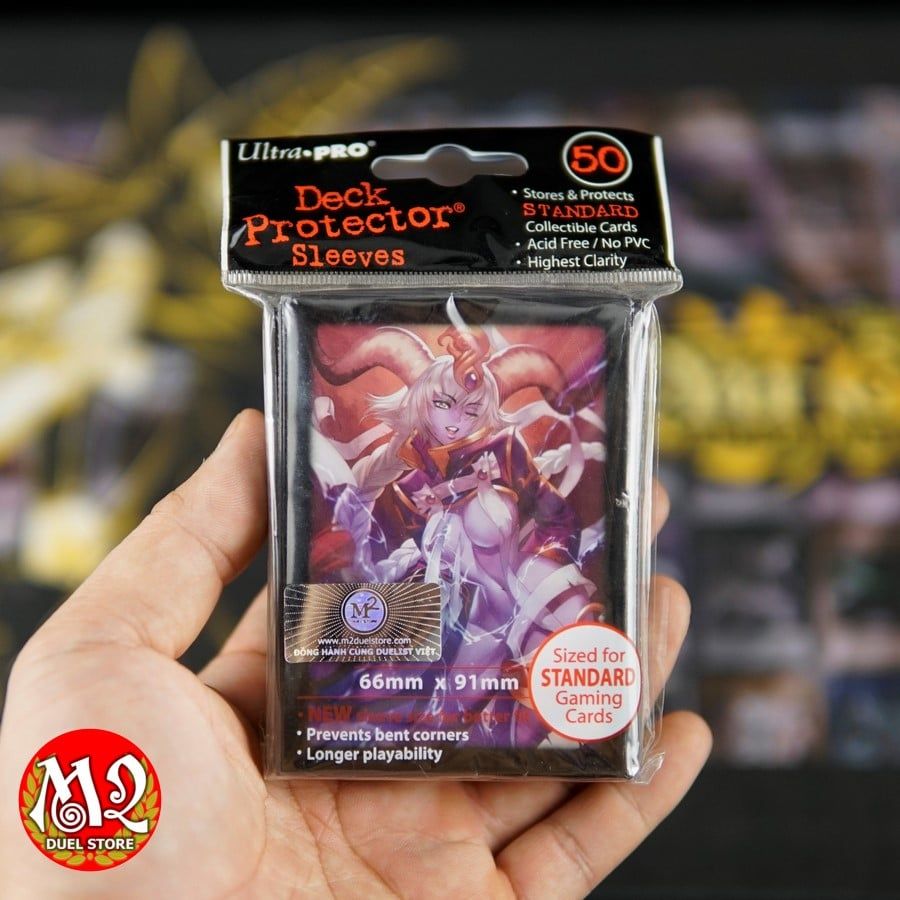 Ultra•PRO®
50
Deck
Protector®
Sleeves
• Stores & Protects
STANDARD
Collectible Cards
• Acid Free / No PVC
• Highest Clarity
M2
www.m2duelstore.com
ĐỒNG HÀNH CÙNG DUELIST VIỆT
66mm x 91mm
Sized for
STANDARD
Gaming
Cards
• NEW
• Prevents bent corners
• Longer playability
M2
DUEL STORE